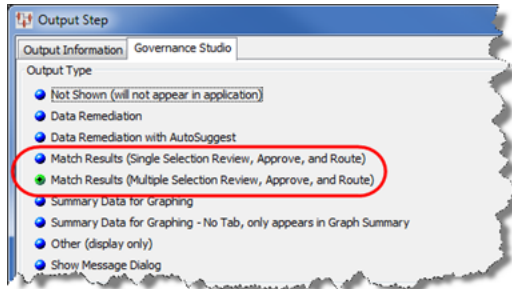 Output Step
Output Information Governance Studio
Output Type
Not Shown (will not appear in application)
Data Remediation
Data Remediation with AutoSuggest
Match Results (Single Selection Review, Approve, and Route)
Match Results (Multiple Selection Review, Approve, and Route)
Summary Data for Graphing
Summary Data for Graphing - No Tab, only appears in Graph Summary
Other (display only)
Show Message Dialog